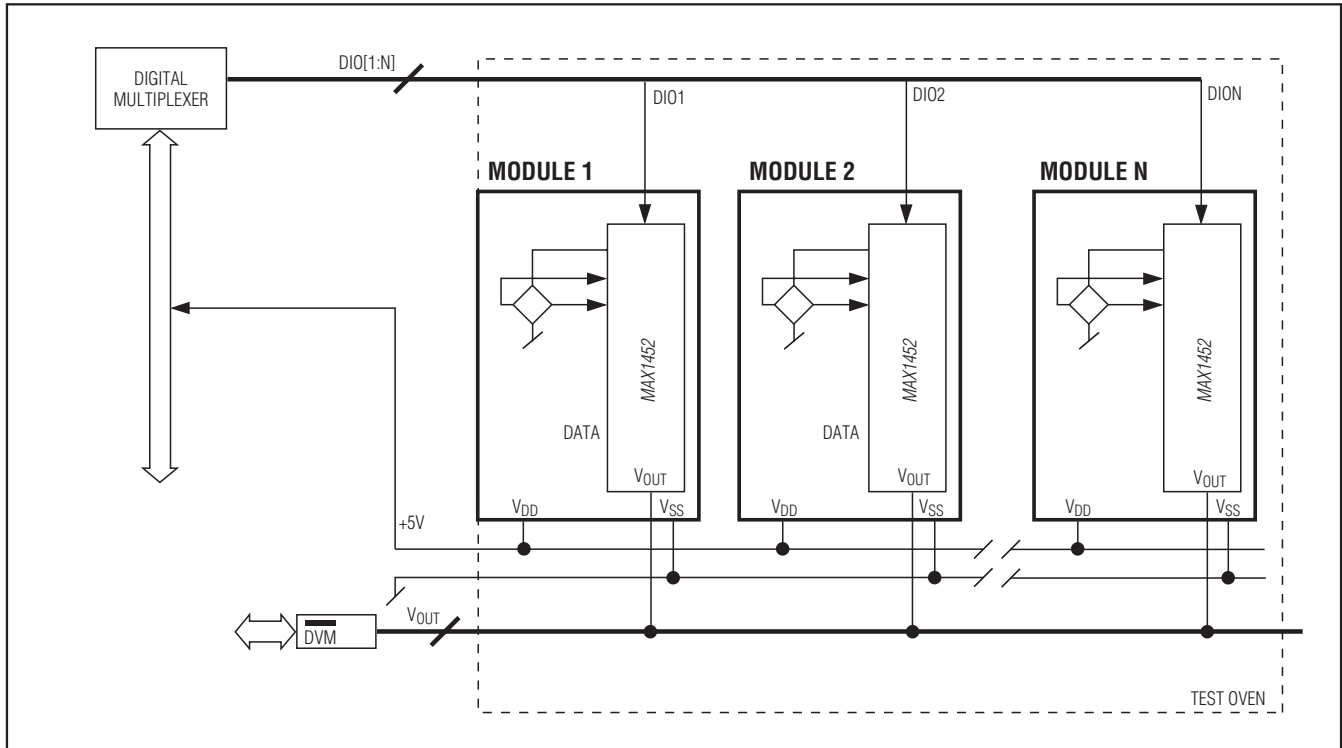 DIGITAL
MULTIPLEXER
DIO[1:N]
DIO1
DIO2
DION
MODULE 1
MODULE 2
MODULE N
MAX1452
MAX1452
MAX1452
DATA
DATA
VOUT
VOUT
VOUT
VDD
VSS
VDD
VSS
VDD
VSS
+5V
VOUT
DVM
TEST OVEN